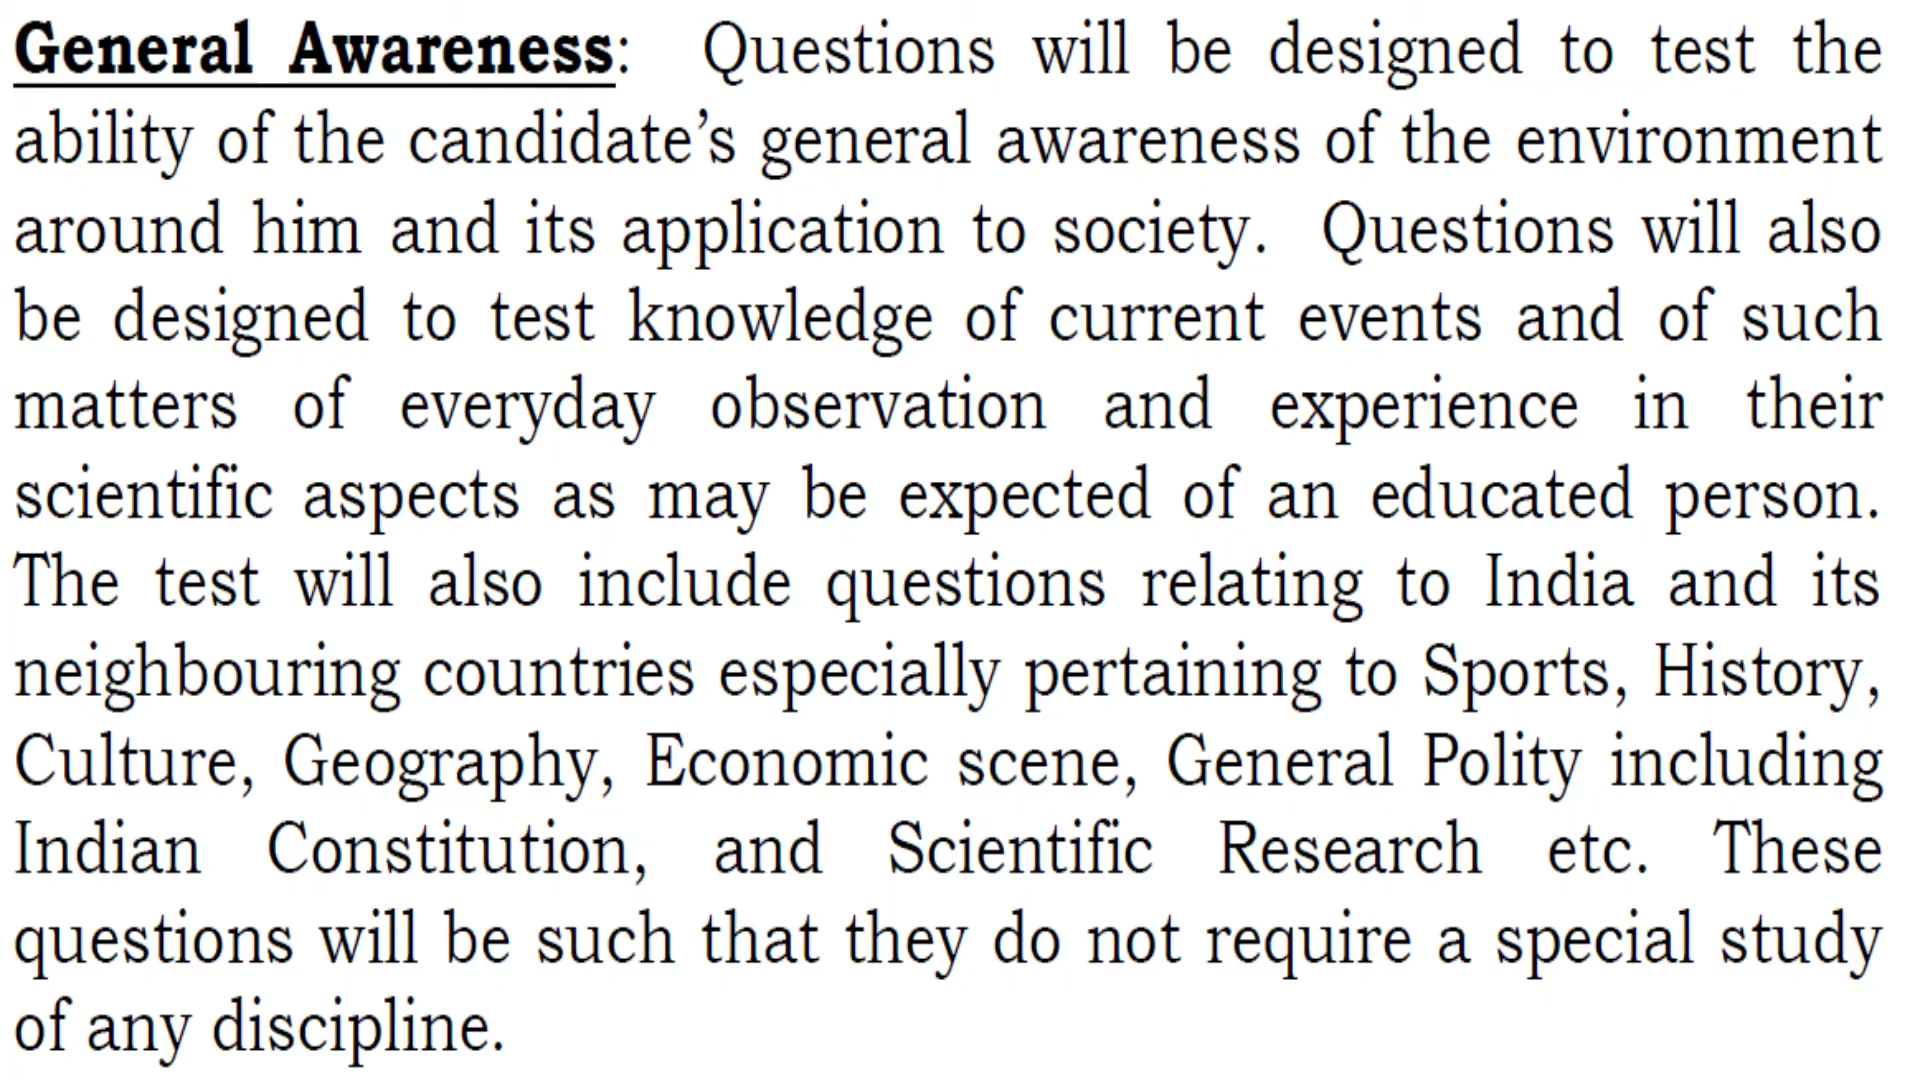 General Awareness: Questions will be designed to test the
ability of the candidate’s general awareness of the environment
around him and its application to society. Questions will also
be designed to test knowledge of current events and of such
matters of everyday observation and experience in their
scientific aspects as may be expected of an educated person.
The test will also include questions relating to India and its
neighbouring countries especially pertaining to Sports, History,
Culture, Geography, Economic scene, General Polity including
Indian Constitution, and Scientific Research etc. These
questions will be such that they do not require a special study
of any discipline.